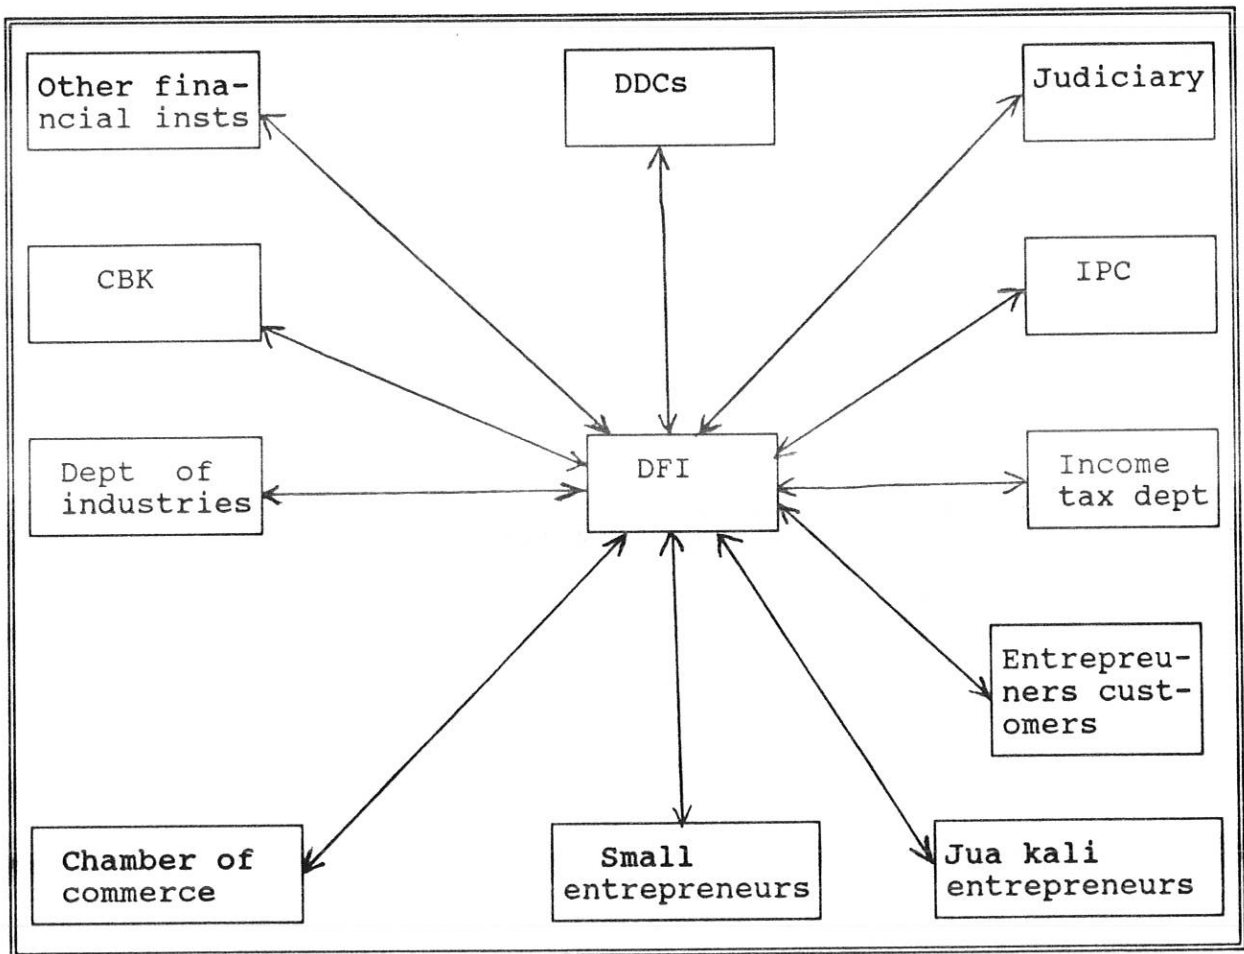 Other fina-
ncial insts
DDCs
Judiciary
CBK
IPC
Dept of
industries
DFI
Income
tax dept
Entrepreu-
ners cust-
omers
Chamber of
commerce
Small
entrepreneurs
Jua kali
entrepreneurs